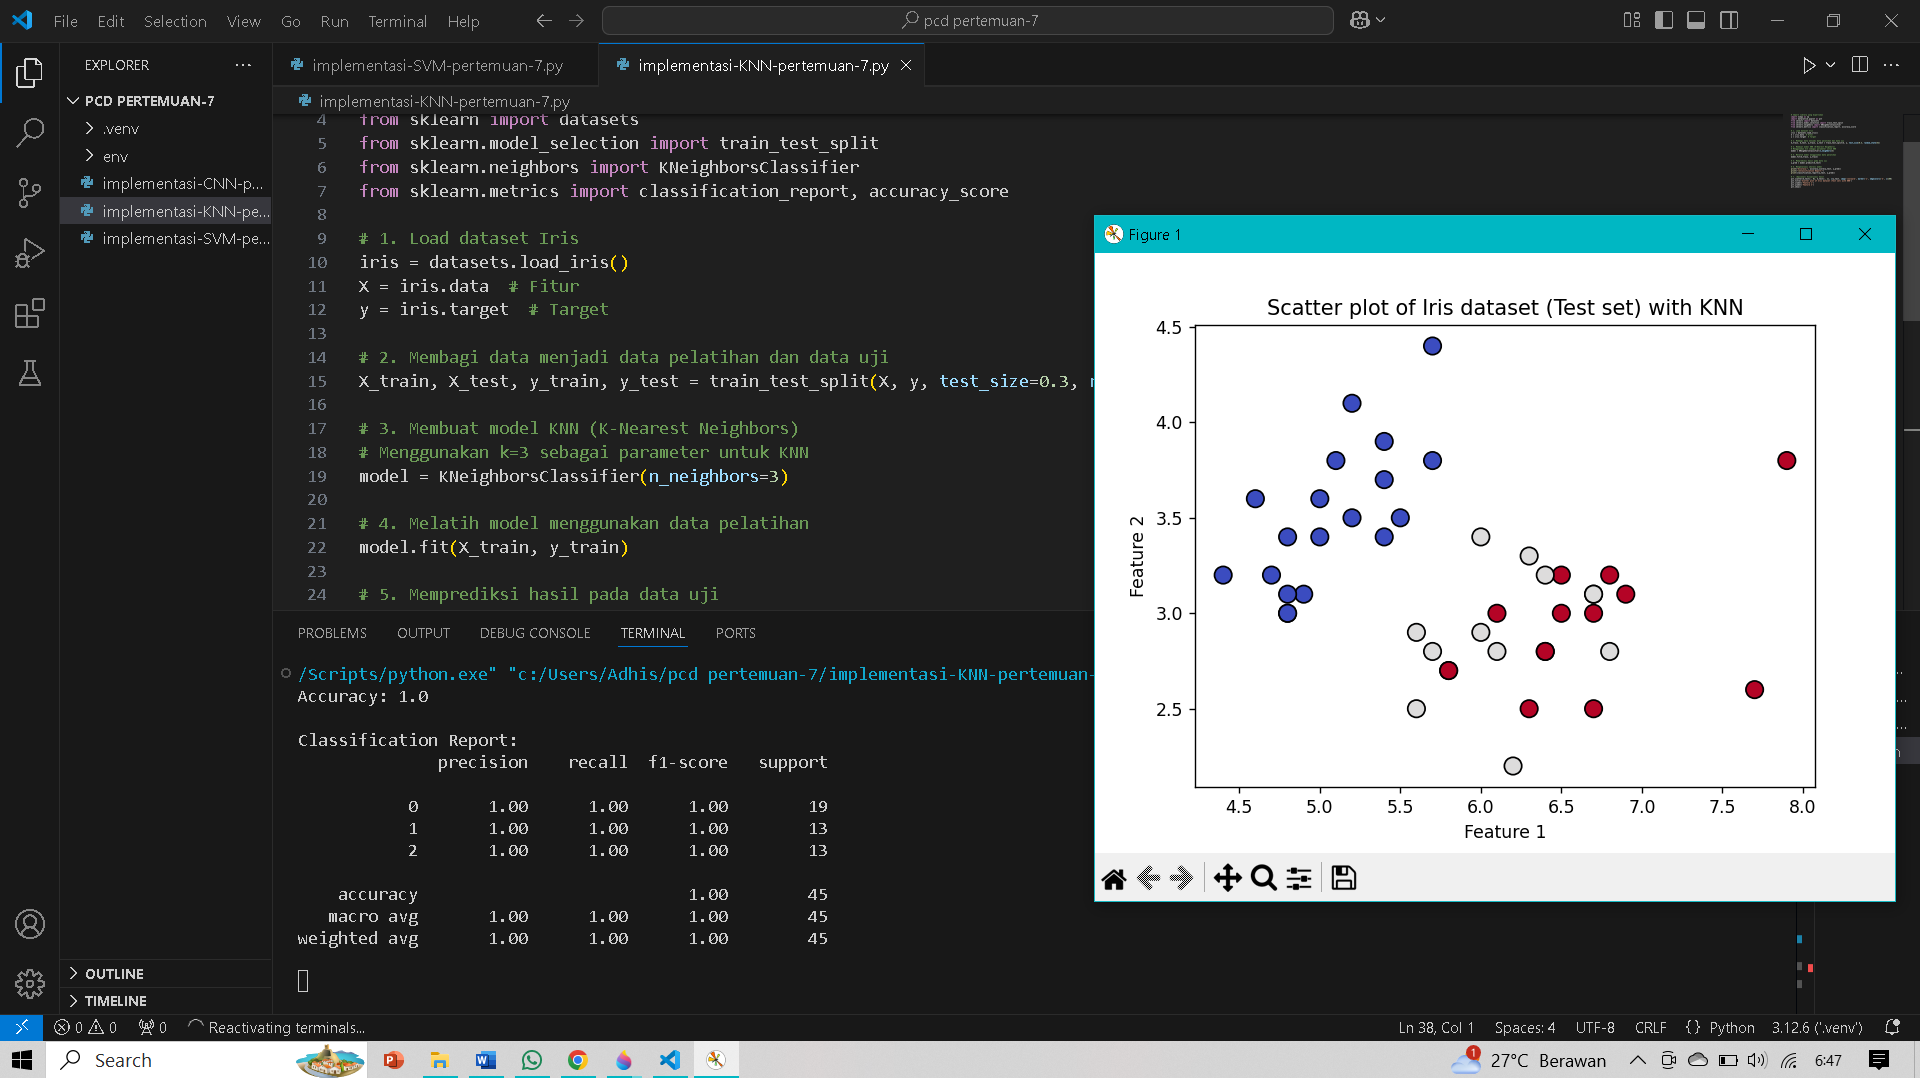 File Edit Selection View Go Run Terminal Help
pcd pertemuan-7
EXPLORER
PCD PERTEMUAN-7
.venv
env
implementasi-CNN-p...
implementasi-KNN-pe...
implementasi-SVM-pe...
OUTLINE
TIMELINE
implementasi-SVM-pertemuan-7.py
implementasi-KNN-pertemuan-7.py
implementasi-KNN-pertemuan-7.py
4 from sklearn import datasets
5 from sklearn.model_selection import train_test_split
6 from sklearn.neighbors import KNeighborsClassifier
7 from sklearn.metrics import classification_report, accuracy_score
8
9 # 1. Load dataset Iris
10 iris = datasets.load_iris()
11 X = iris.data # Fitur
12 y = iris.target # Target
13
14 # 2. Membagi data menjadi data pelatihan dan data uji
15 X_train, X_test, y_train, y_test = train_test_split(X, y, test_size=0.3,
16
17 # 3. Membuat model KNN (K-Nearest Neighbors)
18 # Menggunakan k=3 sebagai parameter untuk KNN
19 model = KNeighborsClassifier(n_neighbors=3)
20
21 # 4. Melatih model menggunakan data pelatihan
22 model.fit(X_train, y_train)
23
24 # 5. Memprediksi hasil pada data uji
PROBLEMS OUTPUT DEBUG CONSOLE TERMINAL PORTS
/Scripts/python.exe" "c:/Users/Adhis/pcd pertemuan-7/implementasi-KNN-pertemuan-
Accuracy: 1.0
Classification Report:
precision recall f1-score support
0 1.00 1.00 1.00 19
1 1.00 1.00 1.00 13
2 1.00 1.00 1.00 13
accuracy 1.00 45
macro avg 1.00 1.00 1.00 45
weighted avg 1.00 1.00 1.00 45
Figure 1
Scatter plot of Iris dataset (Test set) with KNN
4.5
4.0
3.5
3.0
2.5
Feature 2
4.5 5.0 5.5 6.0 6.5 7.0 7.5 8.0
Feature 1
0 0 0 Reactivating terminals...
Ln 38, Col 1 Spaces: 4 UTF-8 CRLF {} Python 3.12.6 ('.venv')
Search
1 27°C Berawan 6:47